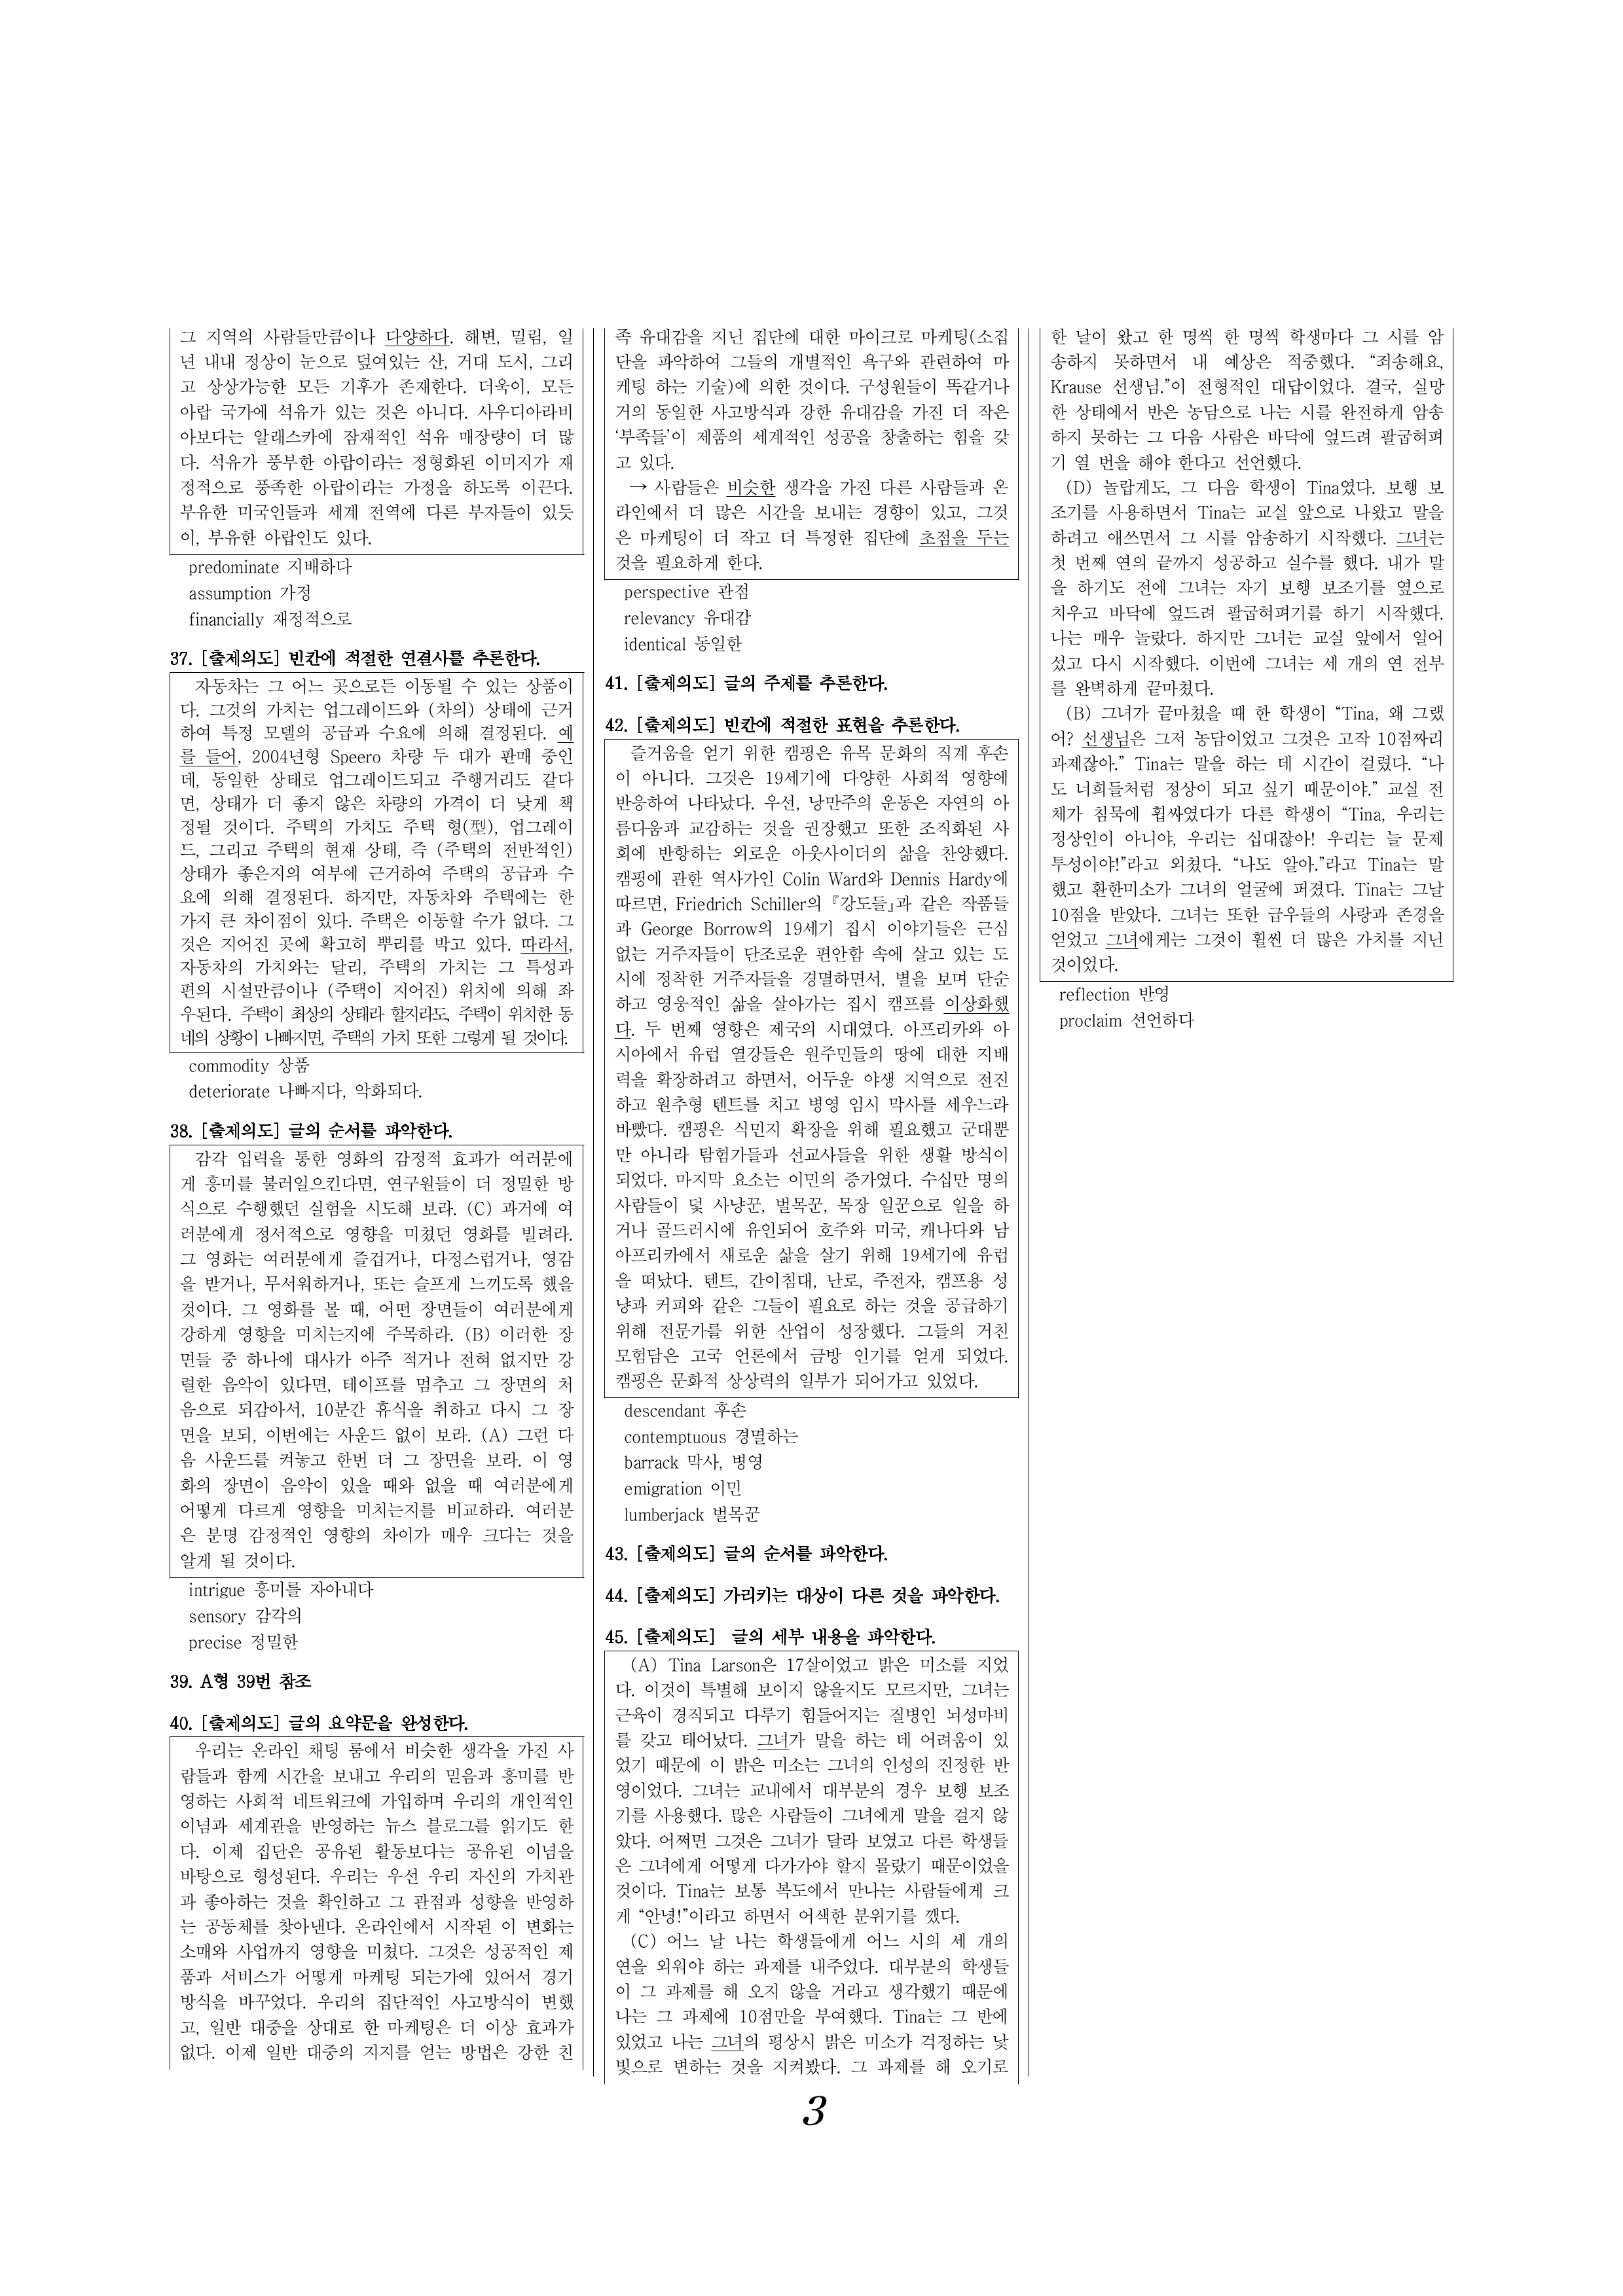 그 지역의 사람들만큼이나 다양하다. 해변, 밀림, 일
년 내내 정상이 눈으로 덮여있는 산, 거대 도시, 그리
고 상상가능한 모든 기후가 존재한다. 더욱이, 모든
아랍 국가에 석유가 있는 것은 아니다. 사우디아라비
아보다는 알래스카에 잠재적인 석유 매장량이 더 많
다. 석유가 풍부한 아랍이라는 정형화된 이미지가 재
정적으로 풍족한 아랍이라는 가정을 하도록 이끈다.
부유한 미국인들과 세계 전역에 다른 부자들이 있듯
이, 부유한 아랍인도 있다.
predominate 지배하다
assumption 가정
financially 재정적으로
37. [출제의도] 빈칸에 적절한 연결사를 추론한다.
자동차는 그 어느 곳으로든 이동될 수 있는 상품이
다. 그것의 가치는 업그레이드와 (차의) 상태에 근거
하여 특정 모델의 공급과 수요에 의해 결정된다. 예
를 들어, 2004년형 Speero 차량 두 대가 판매 중인
데, 동일한 상태로 업그레이드되고 주행거리도 같다
면, 상태가 더 좋지 않은 차량의 가격이 더 낮게 책
정될 것이다. 주택의 가치도 주택 형(型), 업그레이
드, 그리고 주택의 현재 상태, 즉 (주택의 전반적인)
상태가 좋은지의 여부에 근거하여 주택의 공급과 수
요에 의해 결정된다. 하지만, 자동차와 주택에는 한
가지 큰 차이점이 있다. 주택은 이동할 수가 없다. 그
것은 지어진 곳에 확고히 뿌리를 박고 있다. 따라서,
자동차의 가치와는 달리, 주택의 가치는 그 특성과
편의 시설만큼이나 (주택이 지어진) 위치에 의해 좌
우된다. 주택이 최상의 상태라 할지라도, 주택이 위치한 동
네의 상황이 나빠지면, 주택의 가치 또한 그렇게 될 것이다.
commodity 상품
deteriorate 나빠지다, 악화되다.
38. [출제의도] 글의 순서를 파악한다.
감각 입력을 통한 영화의 감정적 효과가 여러분에
게 흥미를 불러일으킨다면, 연구원들이 더 정밀한 방
식으로 수행했던 실험을 시도해 보라. (C) 과거에 여
러분에게 정서적으로 영향을 미쳤던 영화를 빌려라.
그 영화는 여러분에게 즐겁거나, 다정스럽거나, 영감
을 받거나, 무서워하거나, 또는 슬프게 느끼도록 했을
것이다. 그 영화를 볼 때, 어떤 장면들이 여러분에게
강하게 영향을 미치는지에 주목하라. (B) 이러한 장
면들 중 하나에 대사가 아주 적거나 전혀 없지만 강
렬한 음악이 있다면, 테이프를 멈추고 그 장면의 처
음으로 되감아서, 10분간 휴식을 취하고 다시 그 장
면을 보되, 이번에는 사운드 없이 보라. (A) 그런 다
음 사운드를 켜놓고 한번 더 그 장면을 보라. 이 영
화의 장면이 음악이 있을 때와 없을 때 여러분에게
어떻게 다르게 영향을 미치는지를 비교하라. 여러분
은 분명 감정적인 영향의 차이가 매우 크다는 것을
알게 될 것이다.
intrigue 흥미를 자아내다
sensory 감각의
precise 정밀한
39. A형 39번 참조
40. [출제의도] 글의 요약문을 완성한다.
우리는 온라인 채팅 룸에서 비슷한 생각을 가진 사
람들과 함께 시간을 보내고 우리의 믿음과 흥미를 반
영하는 사회적 네트워크에 가입하며 우리의 개인적인
이념과 세계관을 반영하는 뉴스 블로그를 읽기도 한
다. 이제 집단은 공유된 활동보다는 공유된 이념을
바탕으로 형성된다. 우리는 우선 우리 자신의 가치관
과 좋아하는 것을 확인하고 그 관점과 성향을 반영하
는 공동체를 찾아낸다. 온라인에서 시작된 이 변화는
소매와 사업까지 영향을 미쳤다. 그것은 성공적인 제
품과 서비스가 어떻게 마케팅 되는가에 있어서 경기
방식을 바꾸었다. 우리의 집단적인 사고방식이 변했
고, 일반 대중을 상대로 한 마케팅은 더 이상 효과가
없다. 이제 일반 대중의 지지를 얻는 방법은 강한 친
족 유대감을 지닌 집단에 대한 마이크로 마케팅(소집
단을 파악하여 그들의 개별적인 욕구와 관련하여 마
케팅 하는 기술)에 의한 것이다. 구성원들이 똑같거나
거의 동일한 사고방식과 강한 유대감을 가진 더 작은
‘부족들’이 제품의 세계적인 성공을 창출하는 힘을 갖
고 있다.
→ 사람들은 비슷한 생각을 가진 다른 사람들과 온
라인에서 더 많은 시간을 보내는 경향이 있고, 그것
은 마케팅이 더 작고 더 특정한 집단에 초점을 두는
것을 필요하게 한다.
perspective 관점
relevancy 유대감
identical 동일한
41. [출제의도] 글의 주제를 추론한다.
42. [출제의도] 빈칸에 적절한 표현을 추론한다.
즐거움을 얻기 위한 캠핑은 유목 문화의 직계 후손
이 아니다. 그것은 19세기에 다양한 사회적 영향에
반응하여 나타났다. 우선, 낭만주의 운동은 자연의 아
름다움과 교감하는 것을 권장했고 또한 조직화된 사
회에 반항하는 외로운 아웃사이더의 삶을 찬양했다.
캠핑에 관한 역사가인 Colin Ward와 Dennis Hardy에
따르면, Friedrich Schiller의 『강도들』과 같은 작품들
과 George Borrow의 19세기 집시 이야기들은 근심
없는 거주자들이 단조로운 편안함 속에 살고 있는 도
시에 정착한 거주자들을 경멸하면서, 별을 보며 단순
하고 영웅적인 삶을 살아가는 집시 캠프를 이상화했
다. 두 번째 영향은 제국의 시대였다. 아프리카와 아
시아에서 유럽 열강들은 원주민들의 땅에 대한 지배
력을 확장하려고 하면서, 어두운 야생 지역으로 전진
하고 원추형 텐트를 치고 병영 임시 막사를 세우느라
바빴다. 캠핑은 식민지 확장을 위해 필요했고 군대뿐
만 아니라 탐험가들과 선교사들을 위한 생활 방식이
되었다. 마지막 요소는 이민의 증가였다. 수십만 명의
사람들이 덫 사냥꾼, 벌목꾼, 목장 일꾼으로 일을 하
거나 골드러시에 유인되어 호주와 미국, 캐나다와 남
아프리카에서 새로운 삶을 살기 위해 19세기에 유럽
을 떠났다. 텐트, 간이침대, 난로, 주전자, 캠프용 성
냥과 커피와 같은 그들이 필요로 하는 것을 공급하기
위해 전문가를 위한 산업이 성장했다. 그들의 거친
모험담은 고국 언론에서 금방 인기를 얻게 되었다.
캠핑은 문화적 상상력의 일부가 되어가고 있었다.
descendant 후손
contemptuous 경멸하는
barrack 막사, 병영
emigration 이민
lumberjack 벌목꾼
43. [출제의도] 글의 순서를 파악한다.
44. [출제의도] 가리키는 대상이 다른 것을 파악한다.
45. [출제의도] 글의 세부 내용을 파악한다.
(A) Tina Larson은 17살이었고 밝은 미소를 지었
다. 이것이 특별해 보이지 않을지도 모르지만, 그녀는
근육이 경직되고 다루기 힘들어지는 질병인 뇌성마비
를 갖고 태어났다. 그녀가 말을 하는 데 어려움이 있
었기 때문에 이 밝은 미소는 그녀의 인성의 진정한 반
영이었다. 그녀는 교내에서 대부분의 경우 보행 보조
기를 사용했다. 많은 사람들이 그녀에게 말을 걸지 않
았다. 어쩌면 그것은 그녀가 달라 보였고 다른 학생들
은 그녀에게 어떻게 다가가야 할지 몰랐기 때문이었을
것이다. Tina는 보통 복도에서 만나는 사람들에게 크
게 “안녕!”이라고 하면서 어색한 분위기를 깼다.
(C) 어느 날 나는 학생들에게 어느 시의 세 개의
연을 외워야 하는 과제를 내주었다. 대부분의 학생들
이 그 과제를 해 오지 않을 거라고 생각했기 때문에
나는 그 과제에 10점만을 부여했다. Tina는 그 반에
있었고 나는 그녀의 평상시 밝은 미소가 걱정하는 낯
빛으로 변하는 것을 지켜봤다. 그 과제를 해 오기로
한 날이 왔고 한 명씩 한 명씩 학생마다 그 시를 암
송하지 못하면서 내 예상은 적중했다. “죄송해요,
Krause 선생님.”이 전형적인 대답이었다. 결국, 실망
한 상태에서 반은 농담으로 나는 시를 완전하게 암송
하지 못하는 그 다음 사람은 바닥에 엎드려 팔굽혀펴
기 열 번을 해야 한다고 선언했다.
(D) 놀랍게도, 그 다음 학생이 Tina였다. 보행 보
조기를 사용하면서 Tina는 교실 앞으로 나왔고 말을
하려고 애쓰면서 그 시를 암송하기 시작했다. 그녀는
첫 번째 연의 끝까지 성공하고 실수를 했다. 내가 말
을 하기도 전에 그녀는 자기 보행 보조기를 옆으로
치우고 바닥에 엎드려 팔굽혀펴기를 하기 시작했다.
나는 매우 놀랐다. 하지만 그녀는 교실 앞에서 일어
섰고 다시 시작했다. 이번에 그녀는 세 개의 연 전부
를 완벽하게 끝마쳤다.
(B) 그녀가 끝마쳤을 때 한 학생이 “Tina, 왜 그랬
어? 선생님은 그저 농담이었고 그것은 고작 10점짜리
과제잖아.” Tina는 말을 하는 데 시간이 걸렸다. “나
도 너희들처럼 정상이 되고 싶기 때문이야.” 교실 전
체가 침묵에 휩싸였다가 다른 학생이 “Tina, 우리는
정상인이 아니야, 우리는 십대잖아! 우리는 늘 문제
투성이야!”라고 외쳤다. “나도 알아.”라고 Tina는 말
했고 환한미소가 그녀의 얼굴에 퍼졌다. Tina는 그날
10점을 받았다. 그녀는 또한 급우들의 사랑과 존경을
얻었고 그녀에게는 그것이 훨씬 더 많은 가치를 지닌
것이었다.
reflection 반영
proclaim 선언하다
3